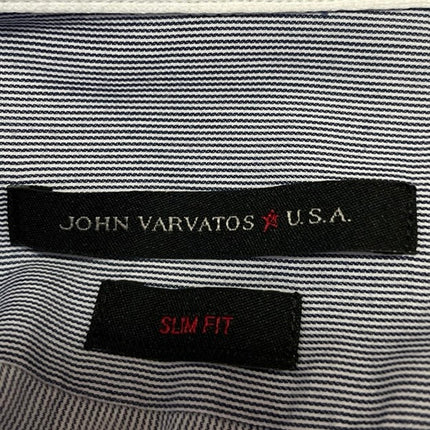 JOHN VARVATOS ★ U.S.A.
SLIM FIT